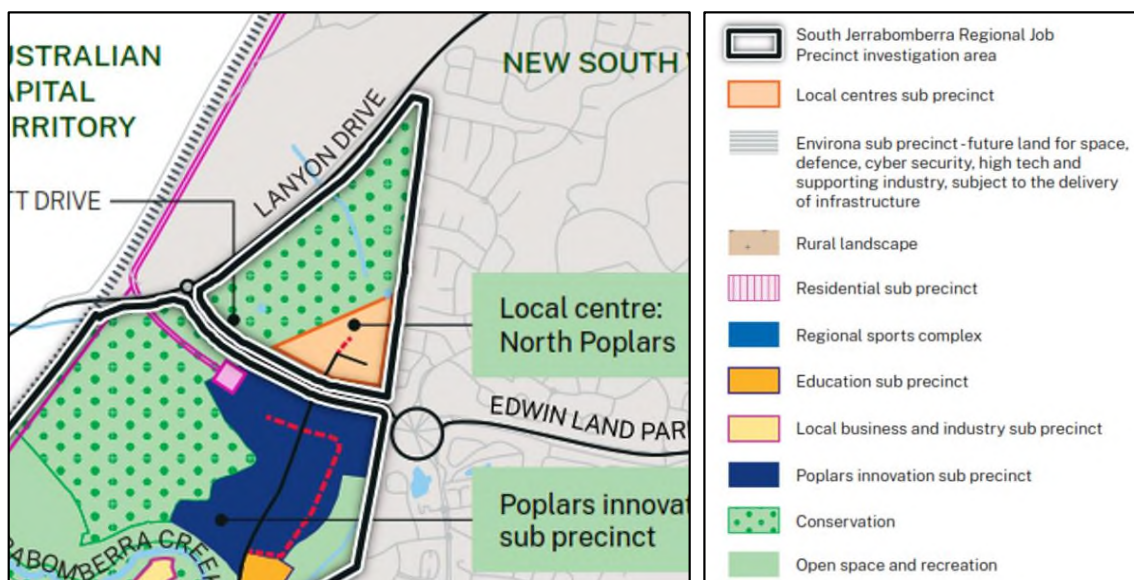 USTRALIAN
APITAL
RRITORY
NEW SOUTH
LANYON DRIVE
TT DRIVE
Local centre:
North Poplars
EDWIN LAND PAR
Poplars innovat
sub precinct
RABOMBERRA CREE
South Jerrabomberra Regional Job
Precinct investigation area
Local centres sub precinct
Environa sub precinct - future land for space,
defence, cyber security, high tech and
supporting industry, subject to the delivery
of infrastructure
Rural landscape
Residential sub precinct
Regional sports complex
Education sub precinct
Local business and industry sub precinct
Poplars innovation sub precinct
Conservation
Open space and recreation